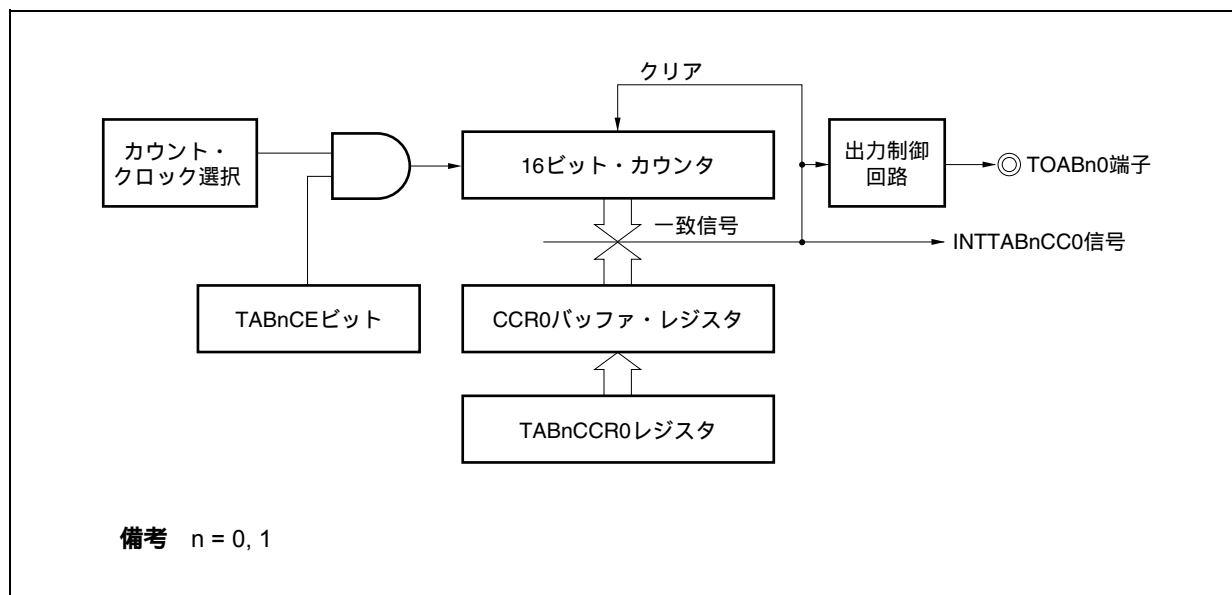 クリア
カウント・
クロック選択
16ビット・カウンタ
出力制御
回路
TOABn0端子
一致信号
INTTABnCC0信号
TABnCEビット
CCR0バッファ・レジスタ
TABnCCR0レジスタ
備考 n = 0, 1